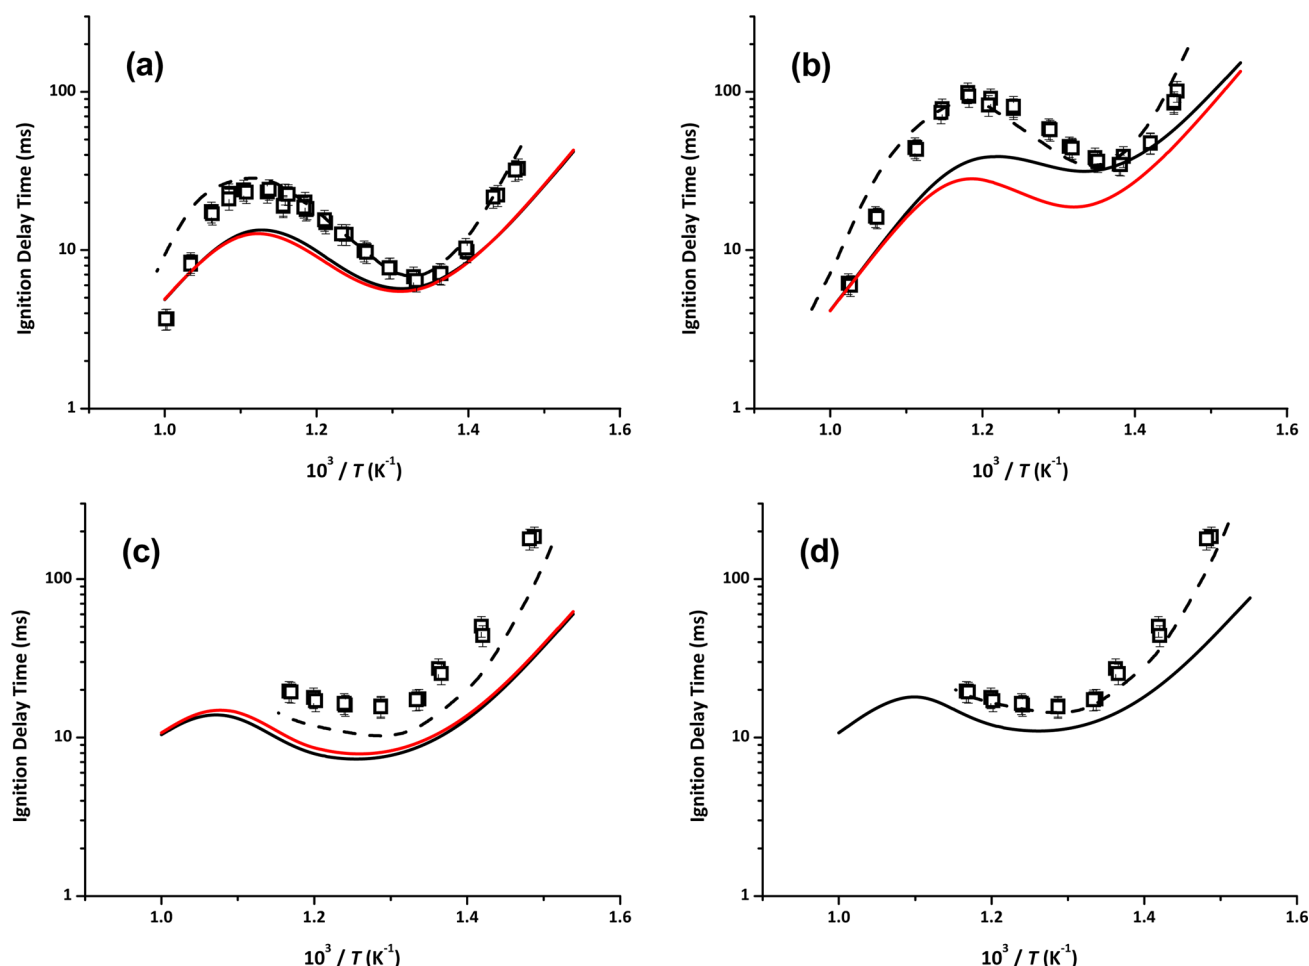 (a)
Ignition Delay Time (ms)
100
10
1
1.0 1.2 1.4 1.6
10³ / T (K⁻¹)
(b)
Ignition Delay Time (ms)
100
10
1
1.0 1.2 1.4 1.6
10³ / T (K⁻¹)
(c)
Ignition Delay Time (ms)
100
10
1
1.0 1.2 1.4 1.6
10³ / T (K⁻¹)
(d)
Ignition Delay Time (ms)
100
10
1
1.0 1.2 1.4 1.6
10³ / T (K⁻¹)